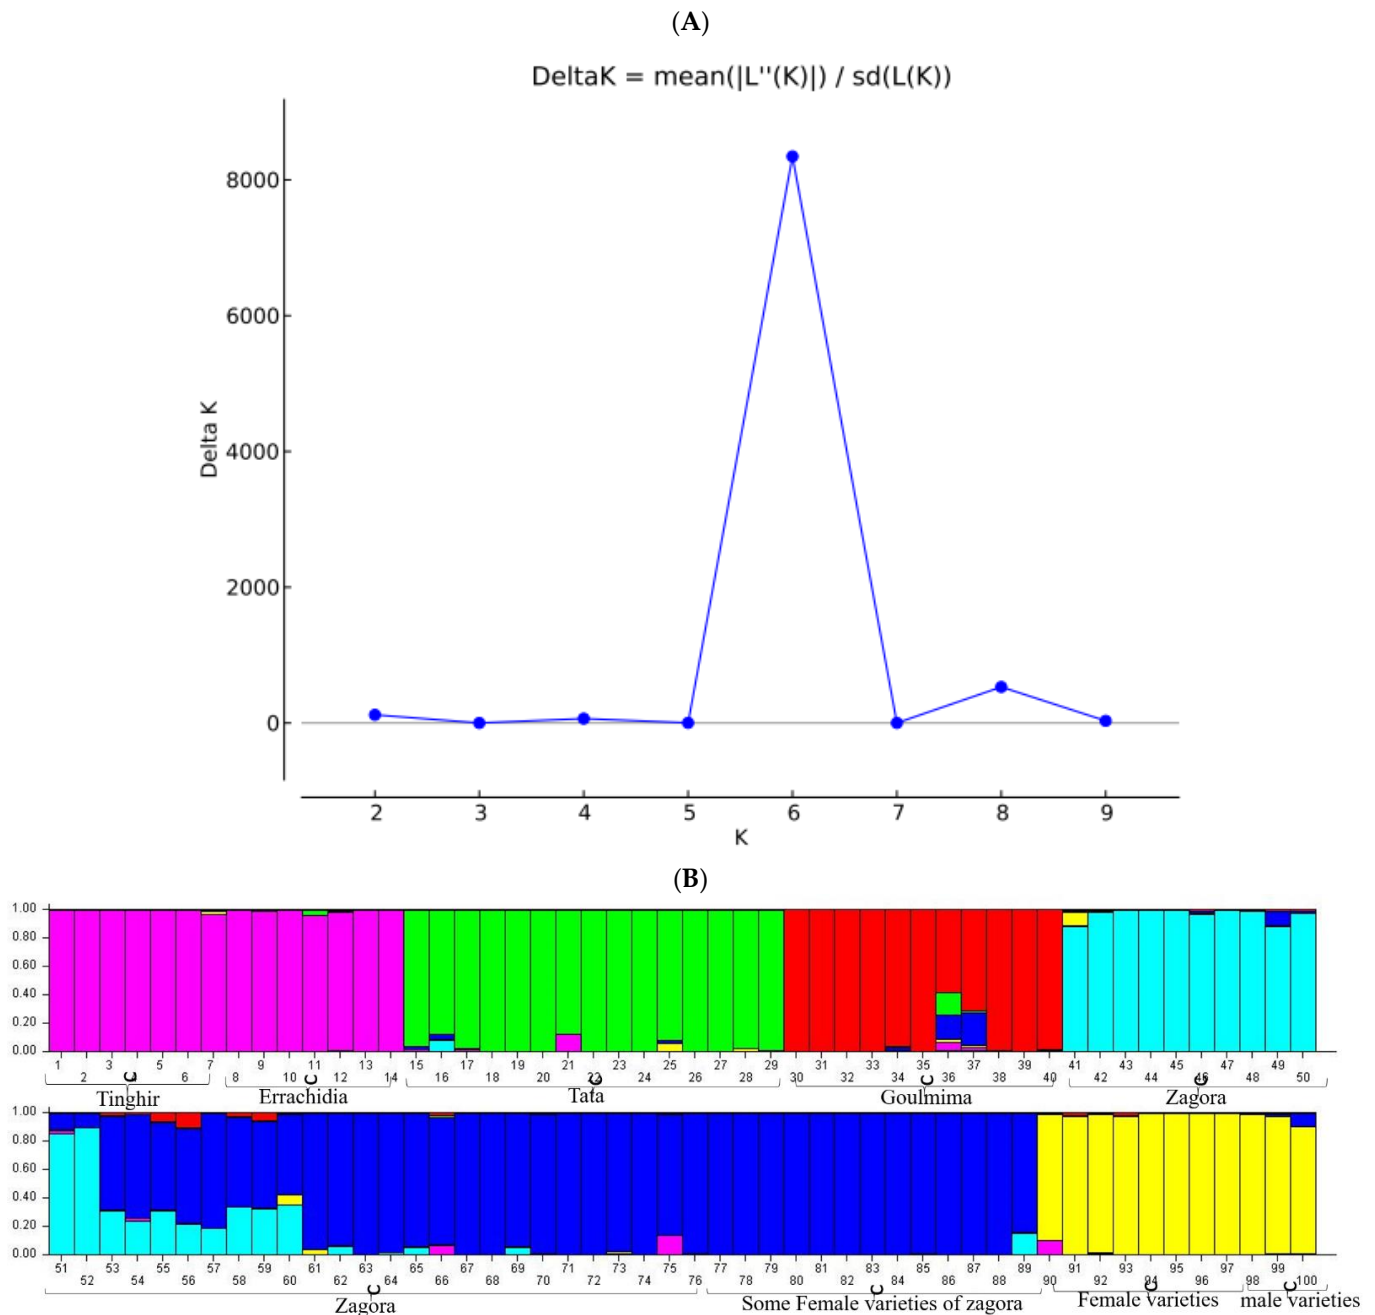 (A)
DeltaK = mean(|L''(K)|) / sd(L(K))
8000
6000
4000
2000
0
Delta K
2 3 4 5 6 7 8 9
K
(B)
1.00
0.80
0.60
0.40
0.20
0.00
1 3 5 7 9 11 13 15 17 19 21 23 25 27 29 31 33 35 37 39 41 43 45 47 49
2 6 8 10 12 14 16 18 20 24 26 28 30 32 34 36 38 40 42 44 48 50
Tinghir Errachidia Tata Goulmima Zagora
1.00
0.80
0.60
0.40
0.20
0.00
51 53 55 57 59 61 63 65 67 69 71 73 75 77 79 81 83 85 87 89 91 93 95 97 99
52 54 56 58 60 62 64 66 68 70 72 74 76 78 80 82 84 86 88 90 92 94 96 98 100
Zagora Some Female varieties of zagora Female varieties male varieties